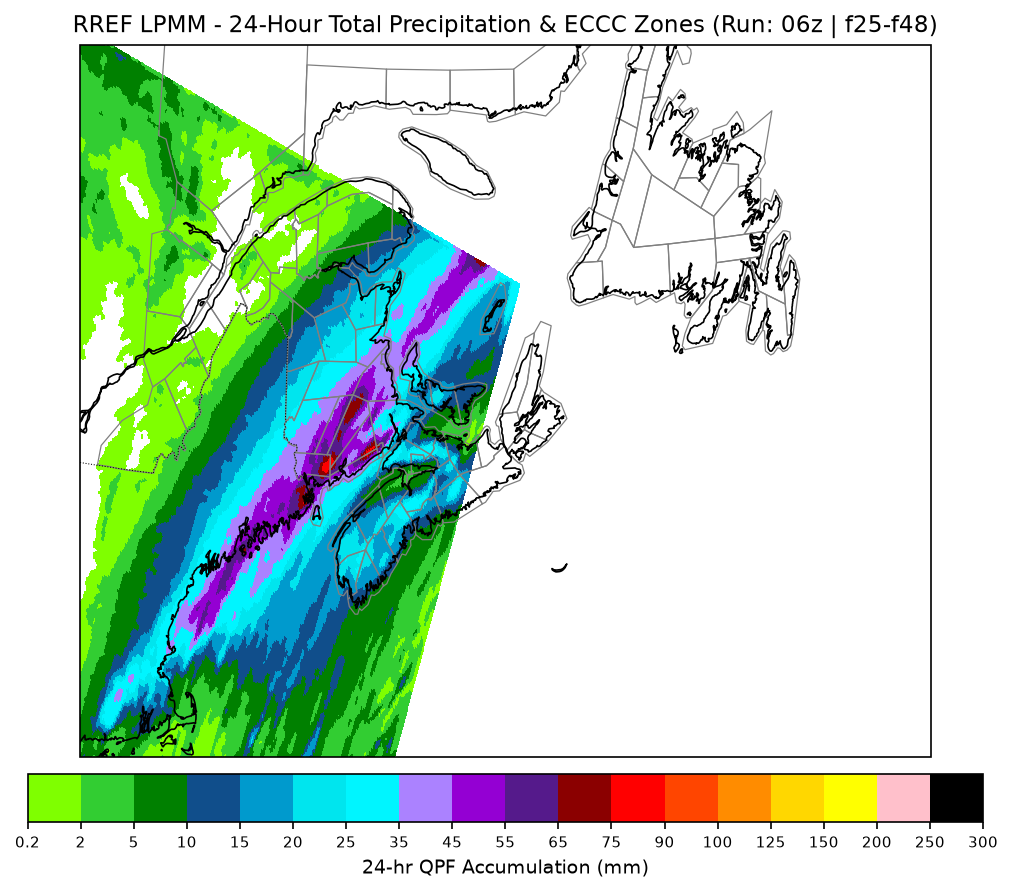 RREF LPMM - 24-Hour Total Precipitation & ECCC Zones (Run: 06z | f25-f48)
0.2 2 5 10 15 20 25 35 45 55 65 75 90 100 125 150 200 250 300
24-hr QPF Accumulation (mm)